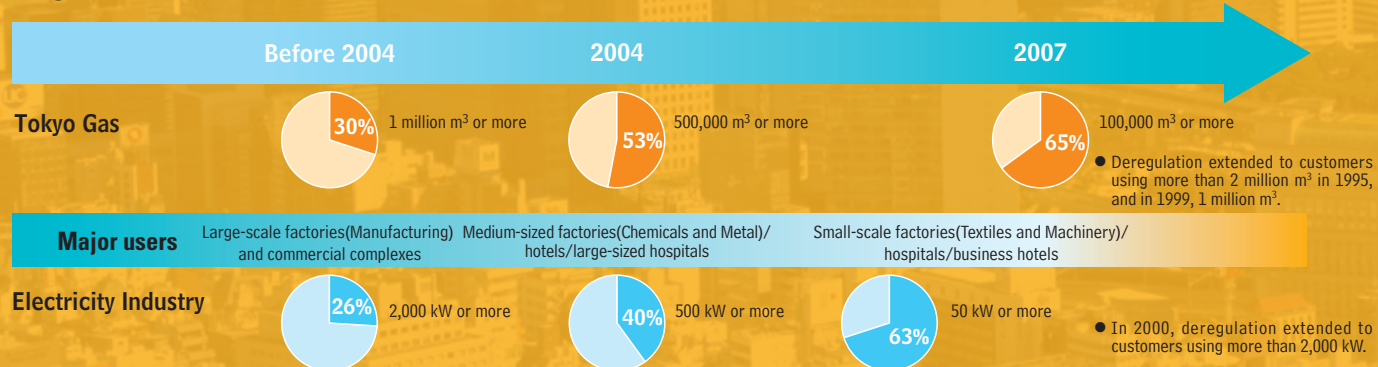 Before 2004
2004
2007
Tokyo Gas
30%
1 million m³ or more
53%
500,000 m³ or more
65%
100,000 m³ or more
● Deregulation extended to customers
using more than 2 million m³ in 1995,
and in 1999, 1 million m³.
Major users
Large-scale factories(Manufacturing)
and commercial complexes
Medium-sized factories(Chemicals and Metal)/
hotels/large-sized hospitals
Small-scale factories(Textiles and Machinery)/
hospitals/business hotels
Electricity Industry
26%
2,000 kW or more
40%
500 kW or more
63%
50 kW or more
● In 2000, deregulation extended to
customers using more than 2,000 kW.